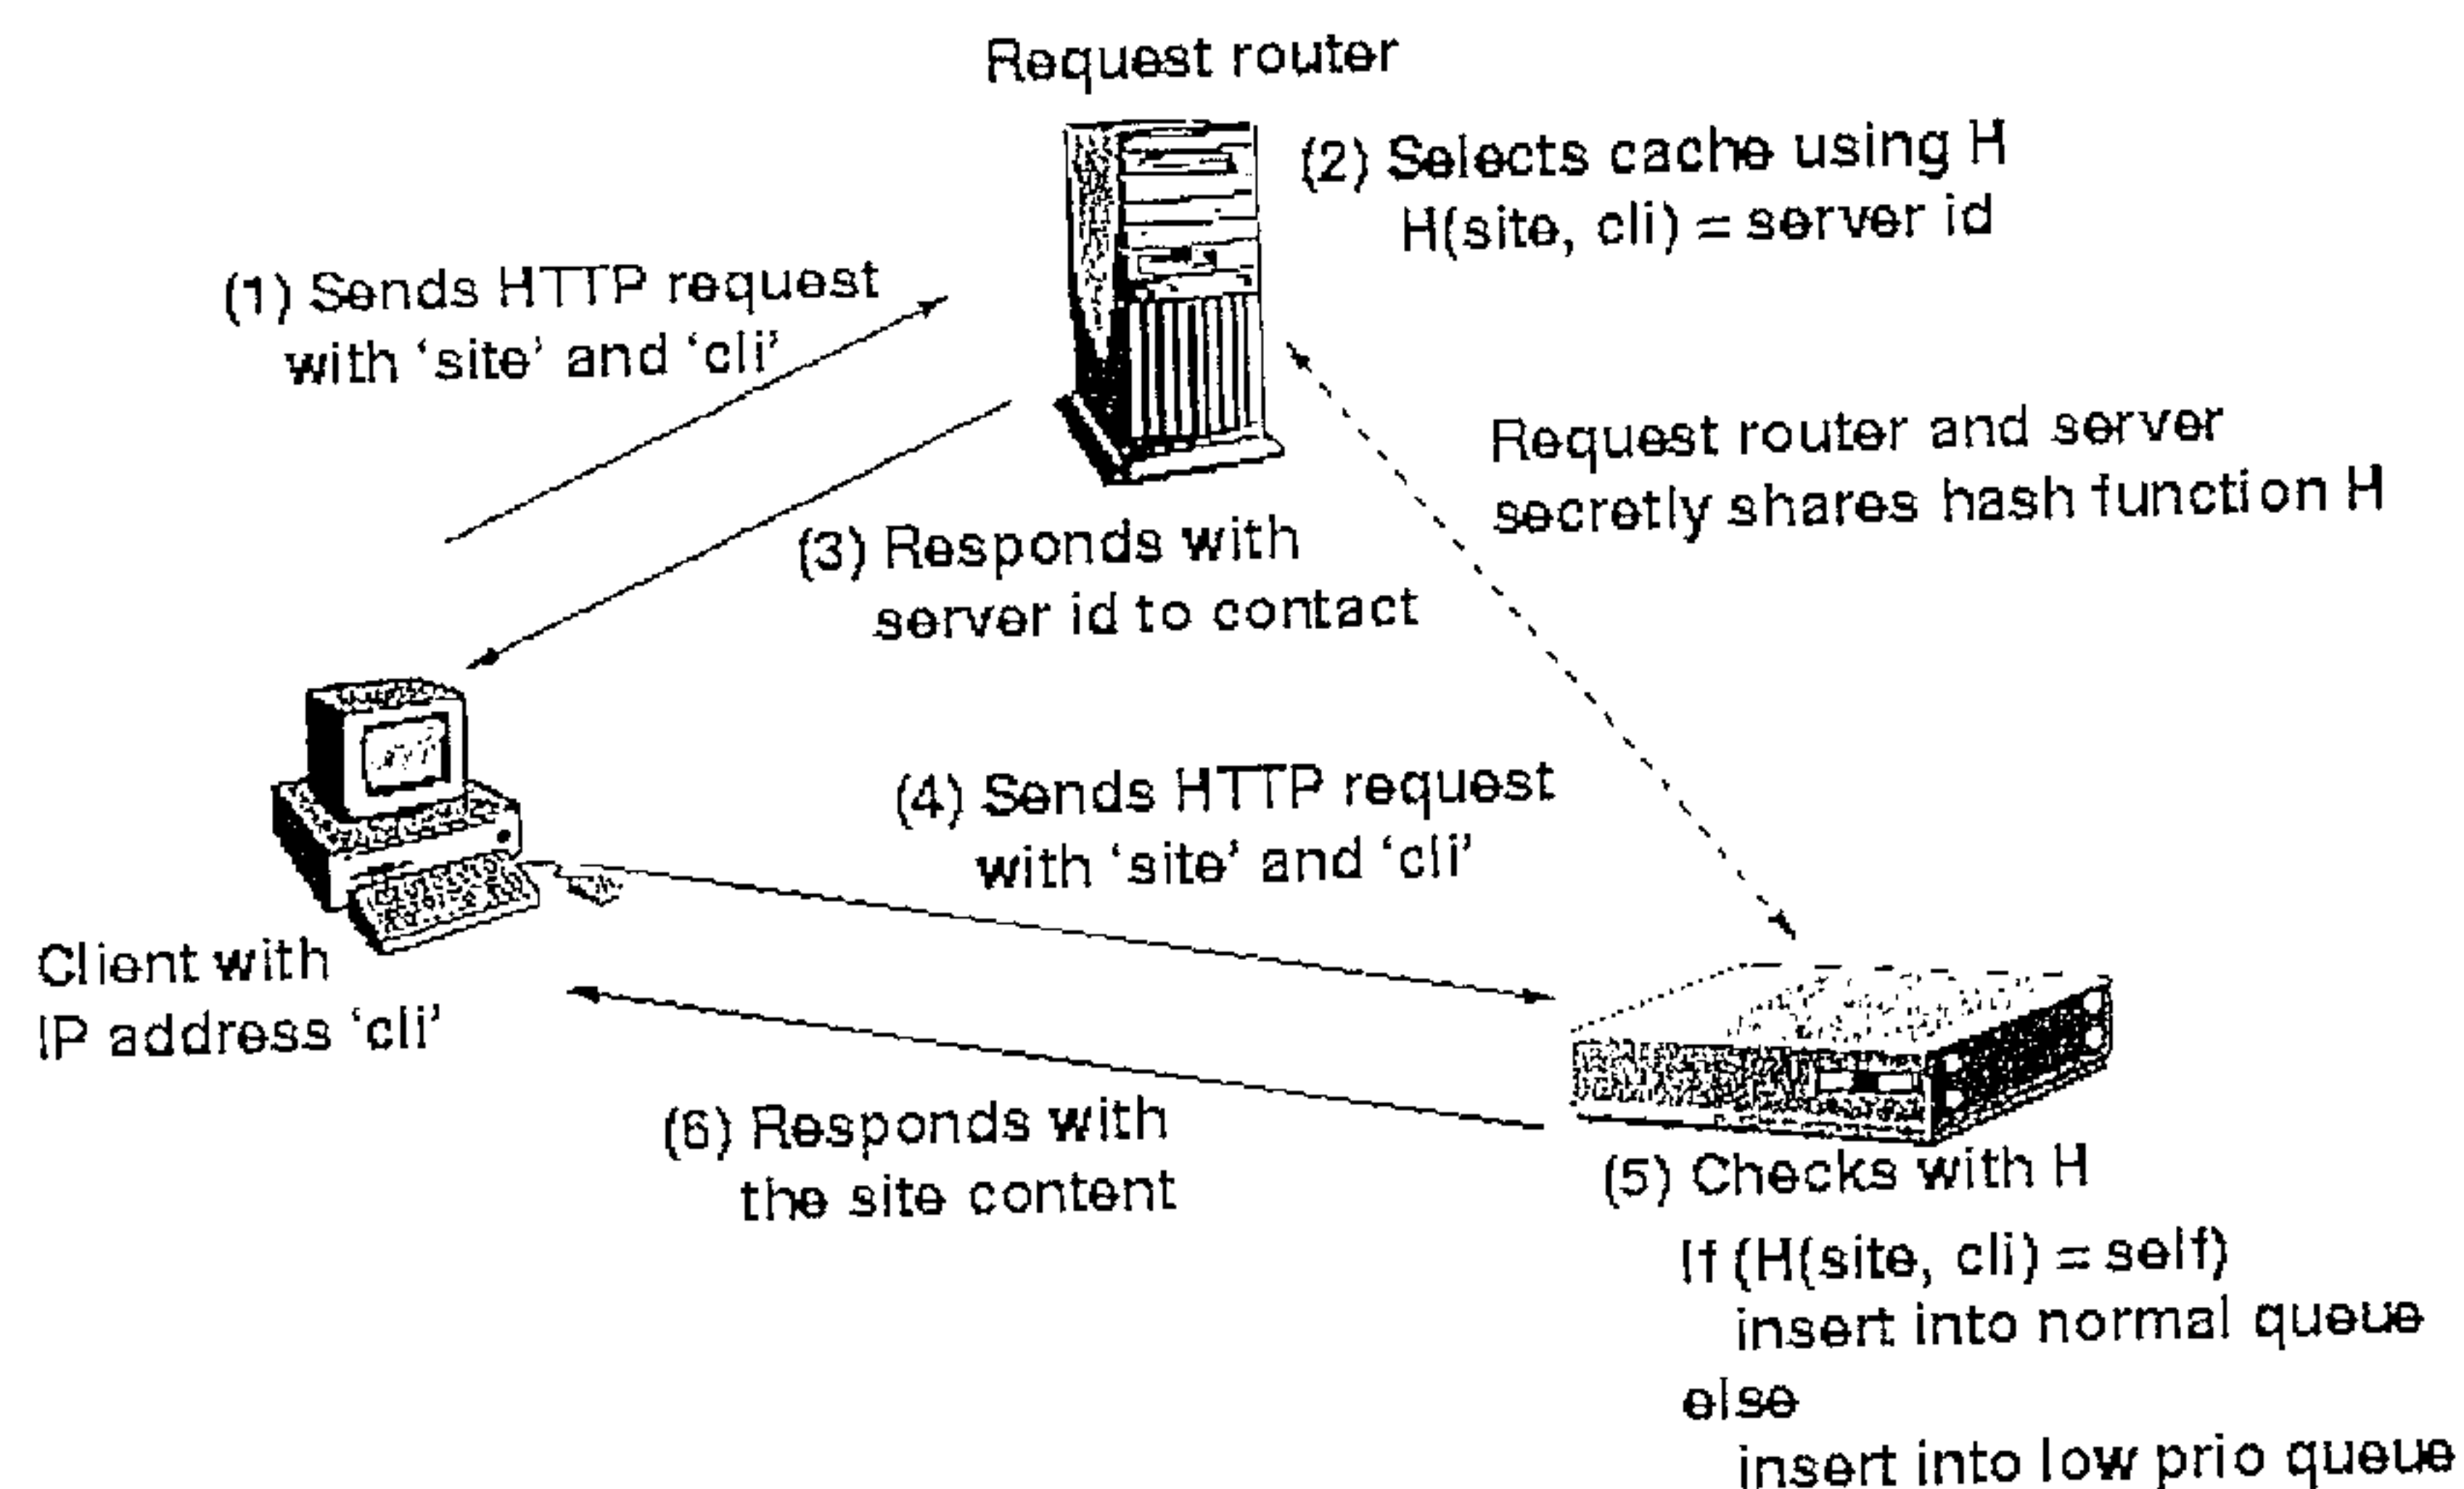 Request router
(2) Selects cache using H
H(site, cli) = server id
(1) Sends HTTP request
with ‘site’ and ‘cli’
Request router and server
secretly shares hash function H
(3) Responds with
server id to contact
(4) Sends HTTP request
with ‘site’ and ‘cli’
Client with
IP address ‘cli’
(6) Responds with
the site content
(5) Checks with H
If (H(site, cli) = self)
insert into normal queue
else
insert into low prio queue